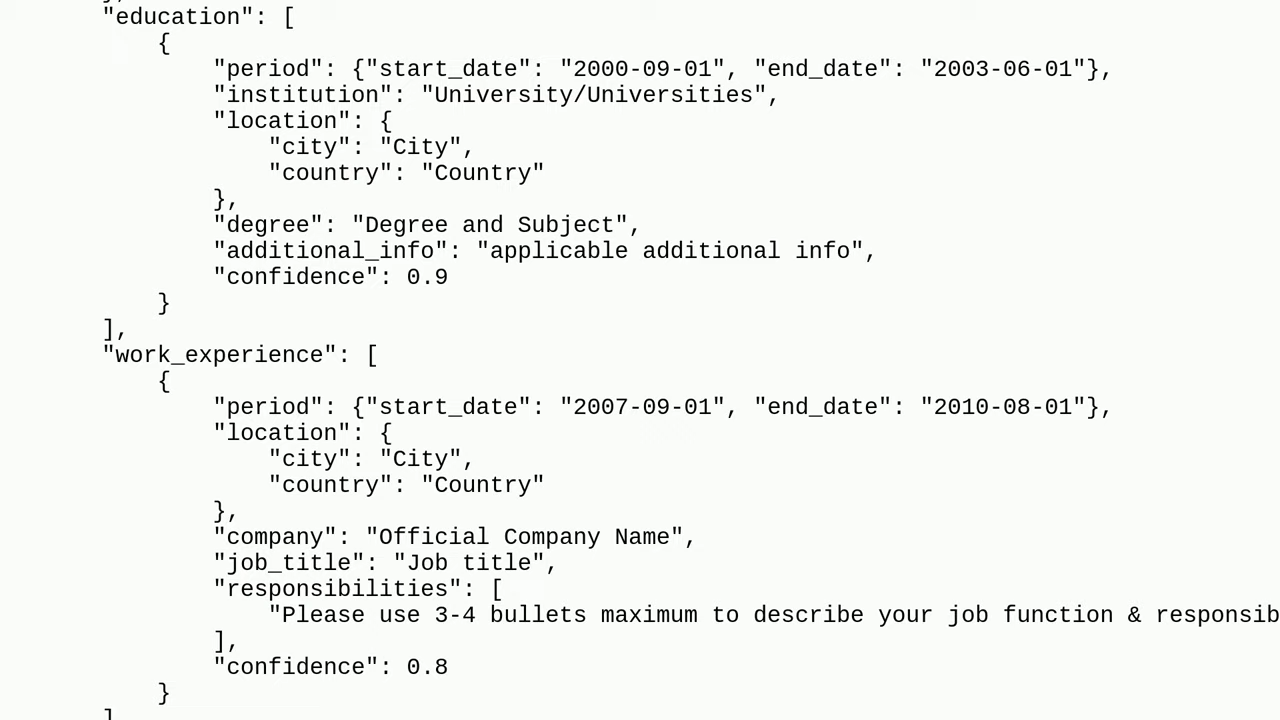 "education": [
{
"period": {"start_date": "2000-09-01", "end_date": "2003-06-01"},
"institution": "University/Universities",
"location": {
"city": "City",
"country": "Country"
},
"degree": "Degree and Subject",
"additional_info": "applicable additional info",
"confidence": 0.9
}
],
"work_experience": [
{
"period": {"start_date": "2007-09-01", "end_date": "2010-08-01"},
"location": {
"city": "City",
"country": "Country"
},
"company": "Official Company Name",
"job_title": "Job title",
"responsibilities": [
"Please use 3-4 bullets maximum to describe your job function & responsib
],
"confidence": 0.8
}
]